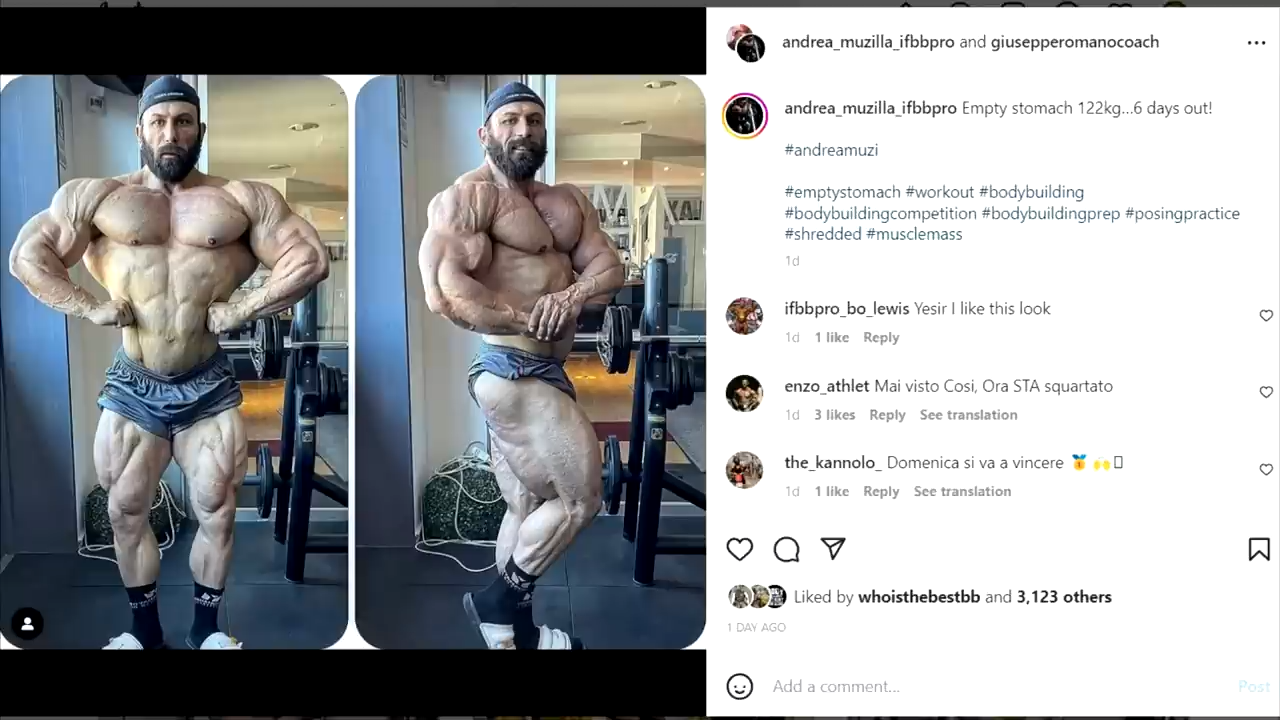 andrea_muzilla_ifbbpro and giusepperomanocoach
andrea_muzilla_ifbbpro Empty stomach 122kg...6 days out!
#andreamuzi
#emptystomach #workout #bodybuilding
#bodybuildingcompetition #bodybuildingprep #posingpractice
#shredded #musclemass
1d
ifbbpro_bo_lewis Yesir I like this look
1d 1 like Reply
enzo_athlet Mai visto Cosi, Ora STA squartato
1d 3 likes Reply See translation
the_kannolo_ Domenica si va a vincere 🥇🙌
1d 1 like Reply See translation
Liked by whoisthebestbb and 3,123 others
1 DAY AGO
Add a comment...
Post